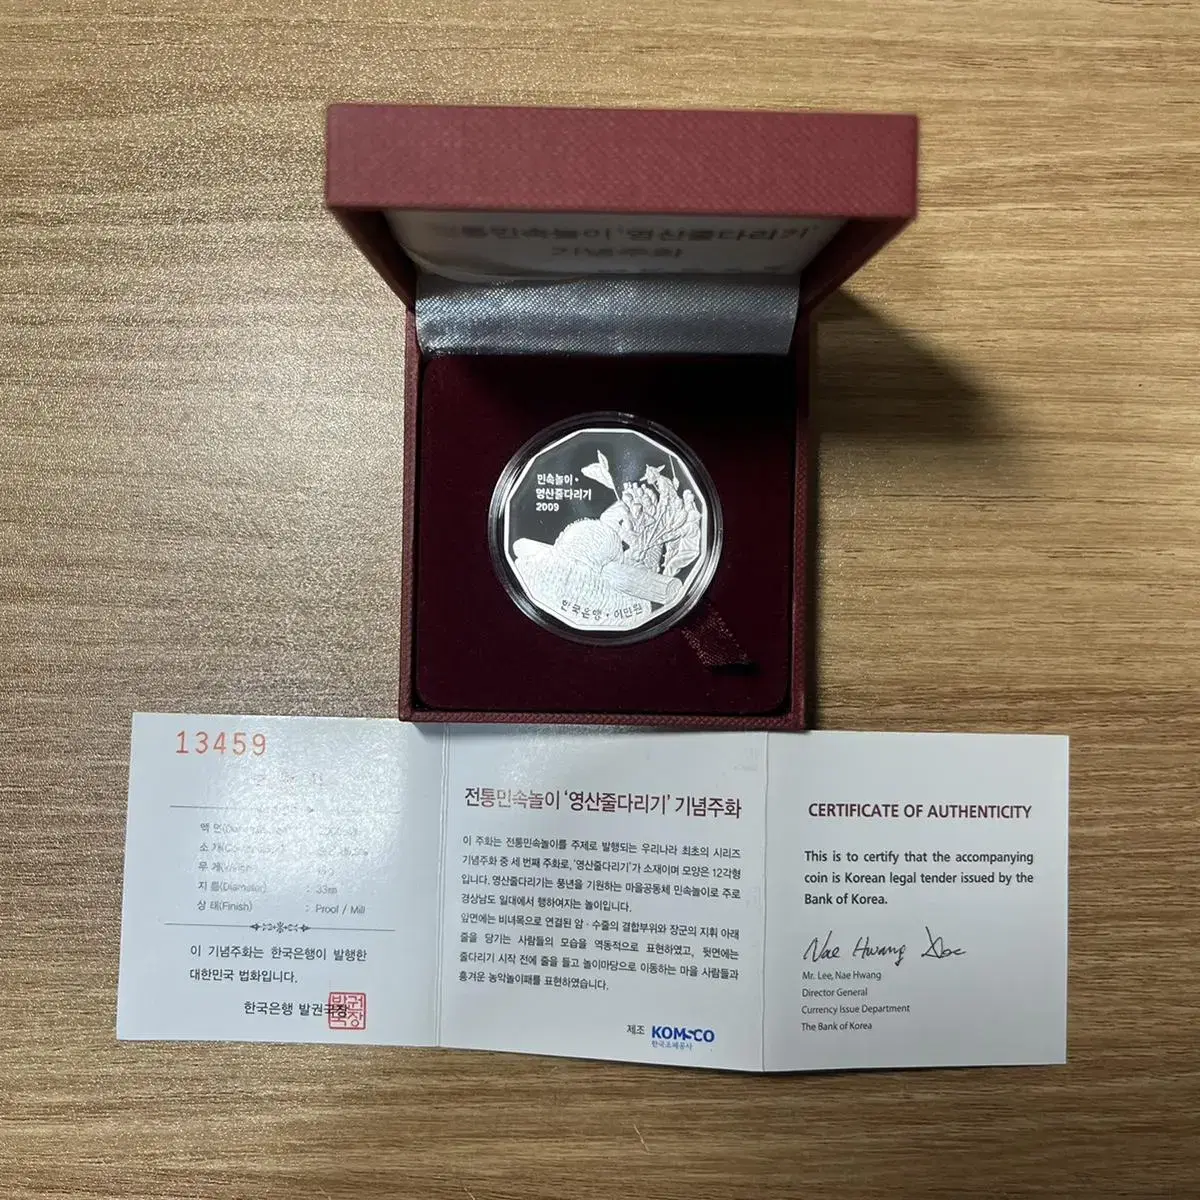 전통민속놀이 '영산줄다리기'
기념주화
민속놀이·
영산줄다리기
2009
한국은행·이만원
13459
액 면
소 재
무 게
지 름(Diameter) : 33㎜
상 태(Finish) : Proof / Mill
이 기념주화는 한국은행이 발행한
대한민국 법화입니다.
한국은행 발권국장
발권
국장
전통민속놀이 '영산줄다리기' 기념주화
이 주화는 전통민속놀이를 주제로 발행되는 우리나라 최초의 시리즈
기념주화 중 세 번째 주화로, '영산줄다리기'가 소재이며 모양은 12각형
입니다. 영산줄다리기는 풍년을 기원하는 마을공동체 민속놀이로 주로
경상남도 일대에서 행하여지는 놀이입니다.
앞면에는 비녀목으로 연결된 암·수줄의 결합부위와 장군의 지휘 아래
줄을 당기는 사람들의 모습을 역동적으로 표현하였고, 뒷면에는
줄다리기 시작 전에 줄을 들고 놀이마당으로 이동하는 마을 사람들과
흥겨운 농악놀이패를 표현하였습니다.
제조 KOMSCO
한국조폐공사
CERTIFICATE OF AUTHENTICITY
This is to certify that the accompanying
coin is Korean legal tender issued by the
Bank of Korea.
Nae Hwang Lee
Mr. Lee, Nae Hwang
Director General
Currency Issue Department
The Bank of Korea